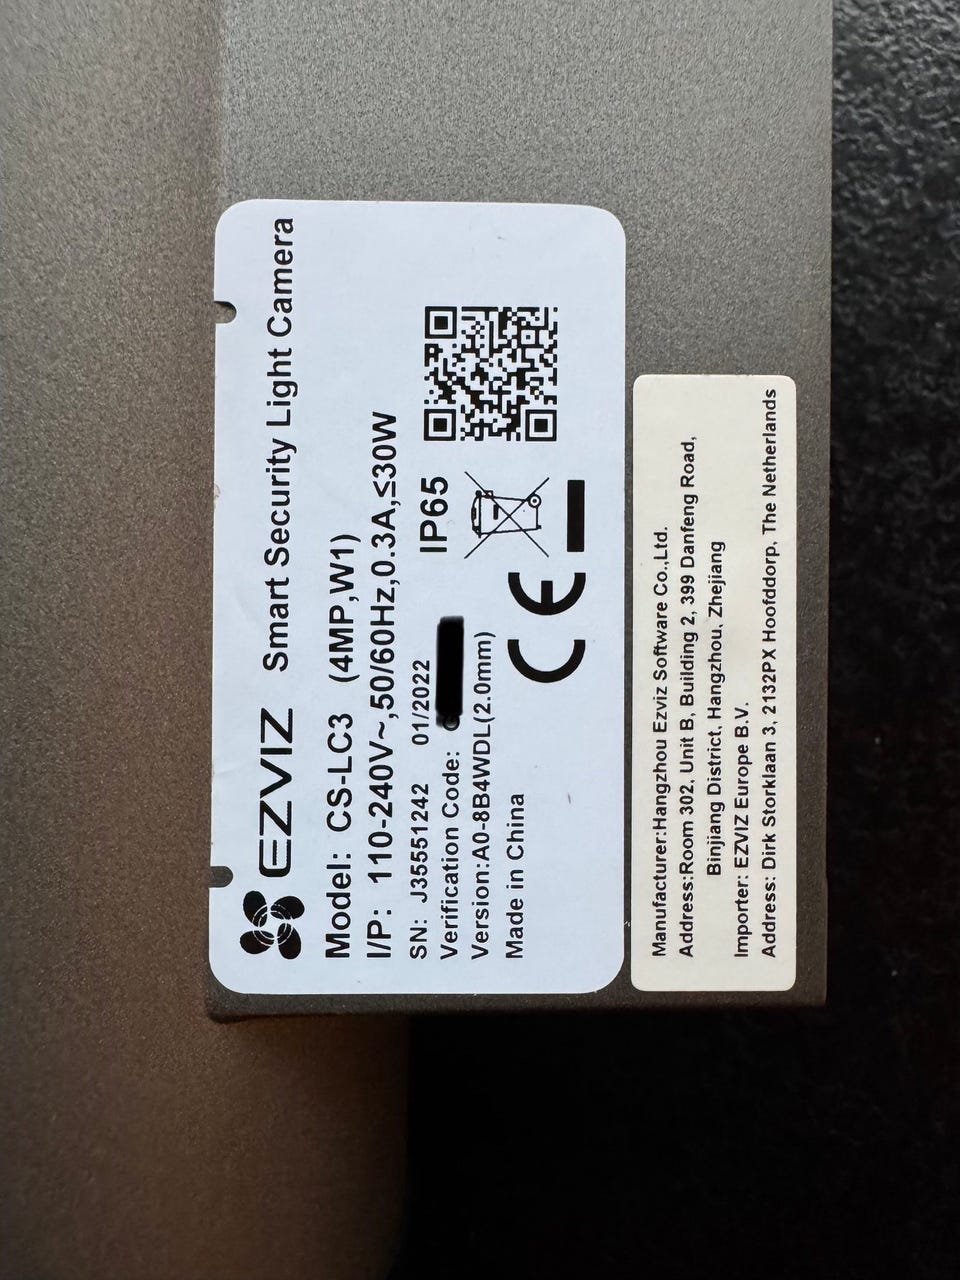 EZVIZ Smart Security Light Camera
Model: CS-LC3 (4MP,W1)
I/P: 110-240V~,50/60Hz,0.3A,≤30W
SN: J35551242 01/2022
Verification Code:
Version:A0-8B4WDL(2.0mm)
Made in China
IP65
CE
Manufacturer:Hangzhou Ezviz Software Co.,Ltd.
Address:Room 302, Unit B, Building 2, 399 Danfeng Road,
Binjiang District, Hangzhou, Zhejiang
Importer: EZVIZ Europe B.V.
Address: Dirk Storklaan 3, 2132PX Hoofddorp, The Netherlands